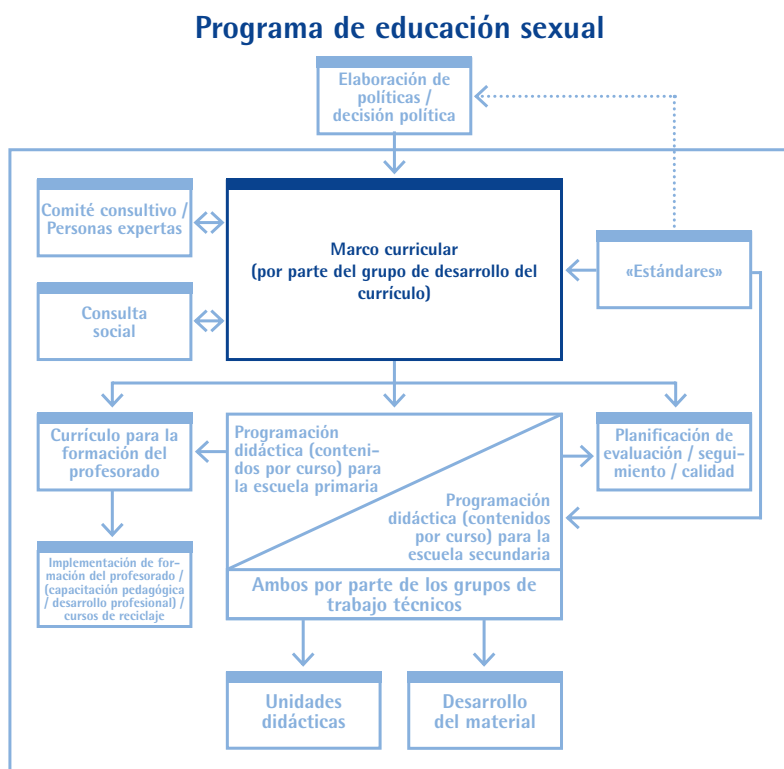 Programa de educación sexual
Elaboración de
políticas /
decisión política
Comité consultivo /
Personas expertas
Marco curricular
(por parte del grupo de desarrollo del
currículo)
«Estándares»
Consulta
social
Currículo para la
formación del
profesorado
Programación
didáctica (conteni-
dos por curso) para
la escuela primaria
Programación
didáctica (contenidos
por curso) para la
escuela secundaria
Planificación de
evaluación / segui-
miento / calidad
Implementación de for-
mación del profesorado /
(capacitación pedagógica
/ desarrollo profesional) /
cursos de reciclaje
Ambos por parte de los grupos de
trabajo técnicos
Unidades
didácticas
Desarrollo
del material